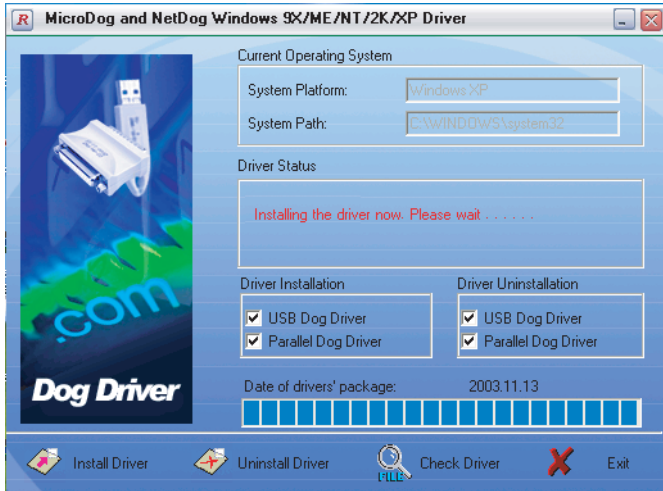 R MicroDog and NetDog Windows 9X/ME/NT/2K/XP Driver
Current Operating System
System Platform: Windows XP
System Path: C:\WINDOWS\system32
Driver Status
Installing the driver now. Please wait . . . . . .
Driver Installation Driver Uninstallation
USB Dog Driver USB Dog Driver
Parallel Dog Driver Parallel Dog Driver
.com
Dog Driver
Date of drivers' package: 2003.11.13
Install Driver Uninstall Driver FILE Check Driver Exit